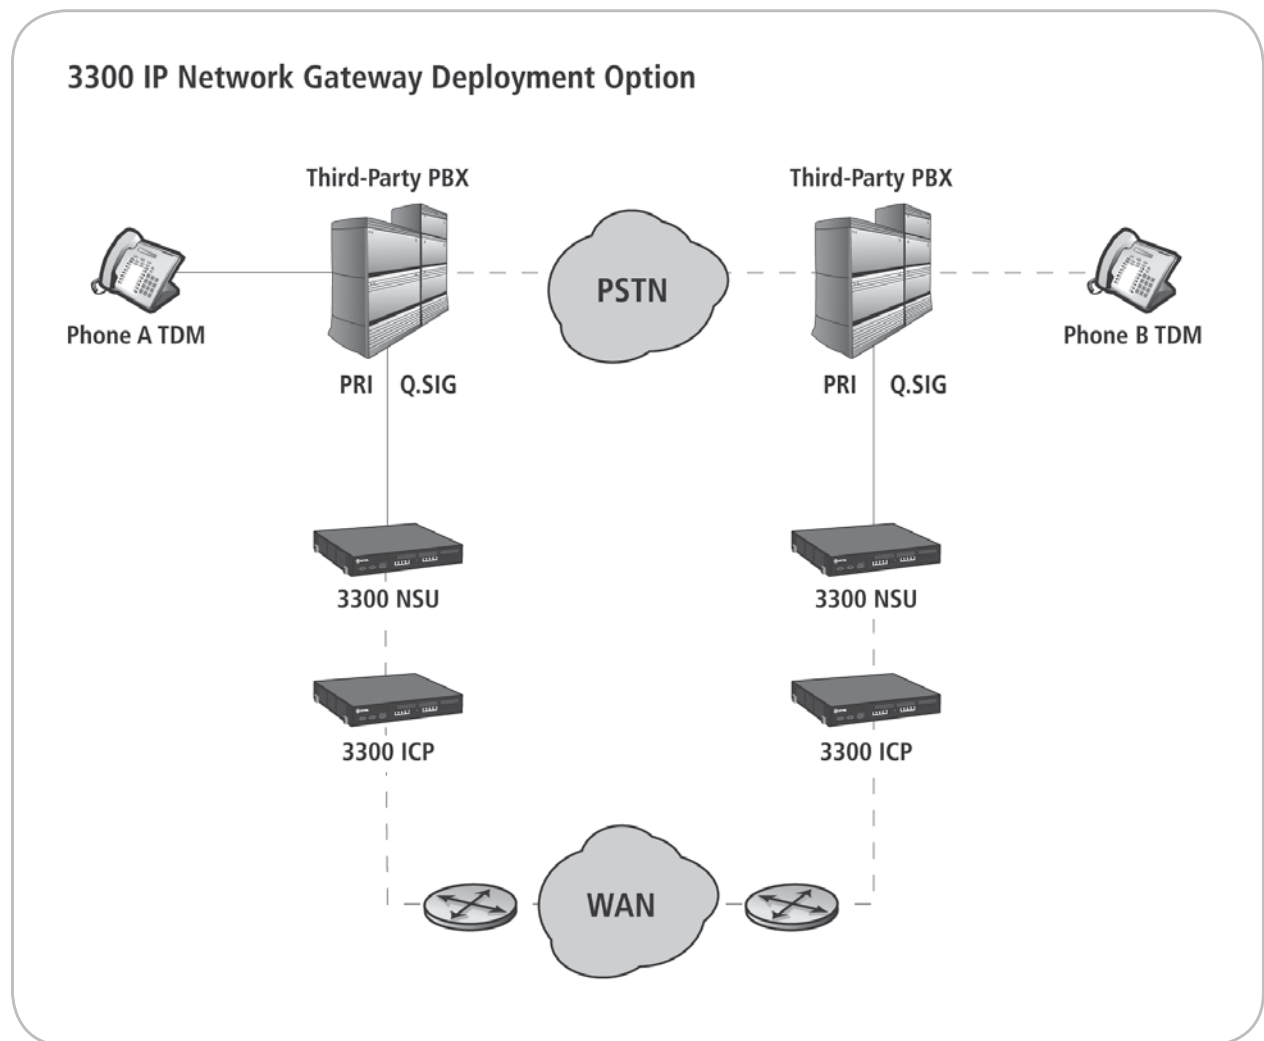 3300 IP Network Gateway Deployment Option
Third-Party PBX
Third-Party PBX
PSTN
Phone A TDM
Phone B TDM
PRI
Q.SIG
PRI
Q.SIG
3300 NSU
3300 NSU
3300 ICP
3300 ICP
WAN